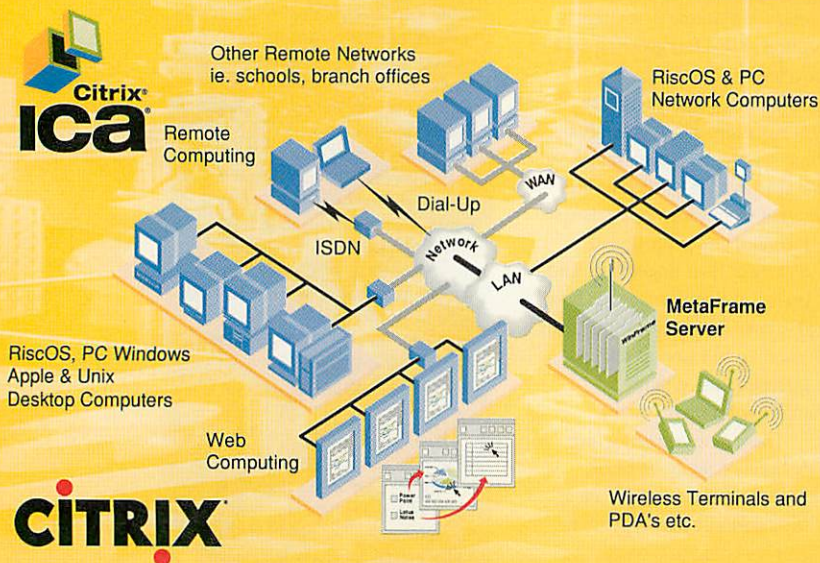 Citrix®
ICa®
Other Remote Networks
ie. schools, branch offices
RiscOS & PC
Network Computers
Remote
Computing
WAN
Dial-Up
ISDN
Network
LAN
MetaFrame
Server
WinFrame
RiscOS, PC Windows
Apple & Unix
Desktop Computers
Web
Computing
Power
Point
Lotus
Notes
Wireless Terminals and
PDA's etc.
CiTRIX®